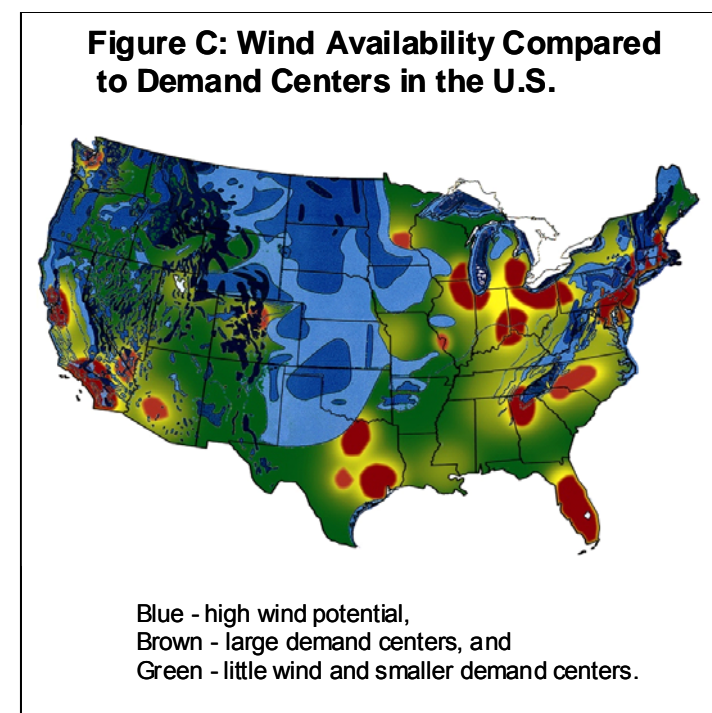 Figure C: Wind Availability Compared
to Demand Centers in the U.S.
Blue - high wind potential,
Brown - large demand centers, and
Green - little wind and smaller demand centers.